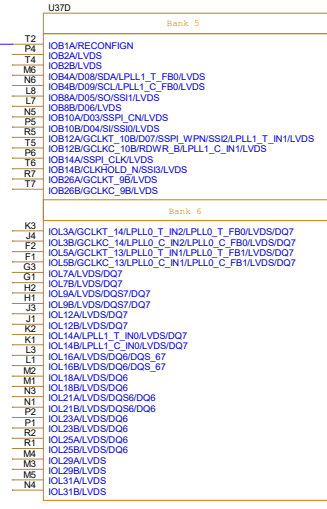 U37D
Bank 5
T2 IOB1A/RECONFIGN
P4 IOB2A/LVDS
T4 IOB2B/LVDS
M6 IOB4A/D08/SDA/LPLL1_T_FB0/LVDS
N6 IOB4B/D09/SCL/LPLL1_C_FB0/LVDS
L8 IOB8A/D05/SO/SSI1/LVDS
L7 IOB8B/D06/LVDS
N5 IOB10A/D03/SSPI_CN/LVDS
P5 IOB10B/D04/SI/SSI0/LVDS
R5 IOB12A/GCLKT_10B/D07/SSPI_WPN/SSI2/LPLL1_T_IN1/LVDS
T5 IOB12B/GCLKC_10B/RDWR_B/LPLL1_C_IN1/LVDS
P6 IOB14A/SSPI_CLK/LVDS
T6 IOB14B/CLKHOLD_N/SSI3/LVDS
R7 IOB26A/GCLKT_9B/LVDS
T7 IOB26B/GCLKC_9B/LVDS
Bank 6
K3 IOL3A/GCLKT_14/LPLL0_T_IN2/LPLL0_T_FB0/LVDS/DQ7
J4 IOL3B/GCLKC_14/LPLL0_C_IN2/LPLL0_C_FB0/LVDS/DQ7
F2 IOL5A/GCLKT_13/LPLL0_T_IN1/LPLL0_T_FB1/LVDS/DQ7
F1 IOL5B/GCLKC_13/LPLL0_C_IN1/LPLL0_C_FB1/LVDS/DQ7
G3 IOL7A/LVDS/DQ7
G1 IOL7B/LVDS/DQ7
H2 IOL9A/LVDS/DQS7/DQ7
H1 IOL9B/LVDS/DQS7/DQ7
J3 IOL12A/LVDS/DQ7
J1 IOL12B/LVDS/DQ7
K2 IOL14A/LPLL1_T_IN0/LVDS/DQ7
K1 IOL14B/LPLL1_C_IN0/LVDS/DQ7
L3 IOL16A/LVDS/DQ6/DQS_67
L1 IOL16B/LVDS/DQ6/DQS_67
M2 IOL18A/LVDS/DQ6
M1 IOL18B/LVDS/DQ6
N3 IOL21A/LVDS/DQS6/DQ6
N1 IOL21B/LVDS/DQS6/DQ6
P2 IOL23A/LVDS/DQ6
P1 IOL23B/LVDS/DQ6
R2 IOL25A/LVDS/DQ6
R1 IOL25B/LVDS/DQ6
M4 IOL29A/LVDS
M3 IOL29B/LVDS
M5 IOL31A/LVDS
N4 IOL31B/LVDS